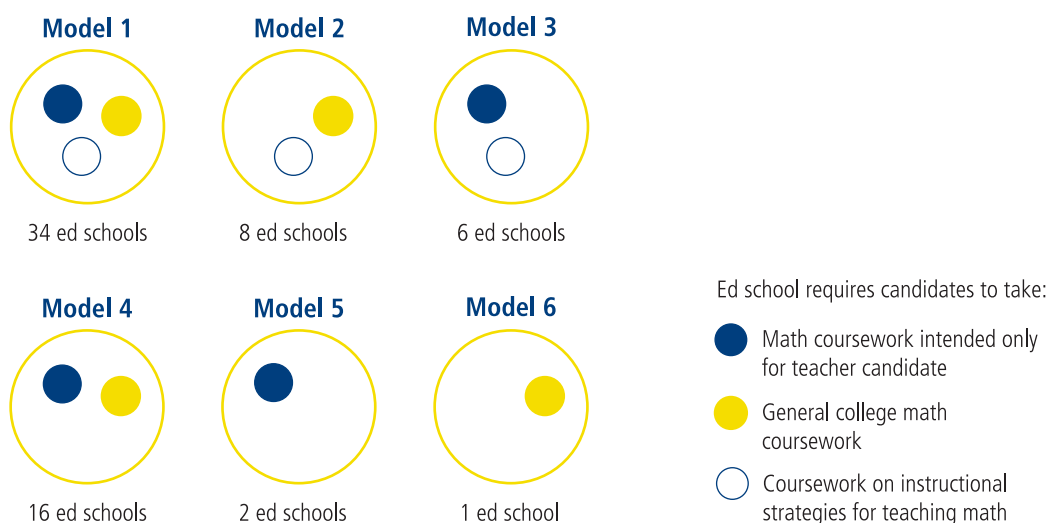 Model 1
Model 2
Model 3
34 ed schools
8 ed schools
6 ed schools
Model 4
Model 5
Model 6
16 ed schools
2 ed schools
1 ed school
Ed school requires candidates to take:
Math coursework intended only
for teacher candidate
General college math
coursework
Coursework on instructional
strategies for teaching math